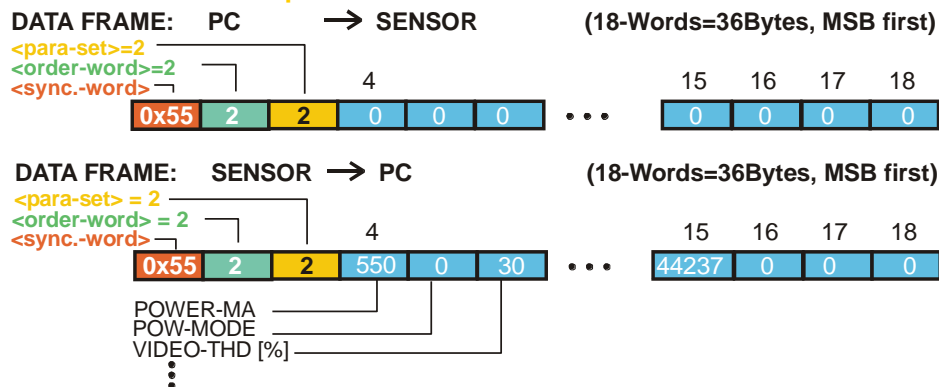 DATA FRAME: PC → SENSOR (18-Words=36Bytes, MSB first)
<para-set>=2
<order-word>=2
<sync.-word>
4 15 16 17 18
0x55 2 2 0 0 0 ••• 0 0 0 0
DATA FRAME: SENSOR → PC (18-Words=36Bytes, MSB first)
<para-set> = 2
<order-word> = 2
<sync.-word>
4 15 16 17 18
0x55 2 2 550 0 30 ••• 44237 0 0 0
POWER-MA
POW-MODE
VIDEO-THD [%]